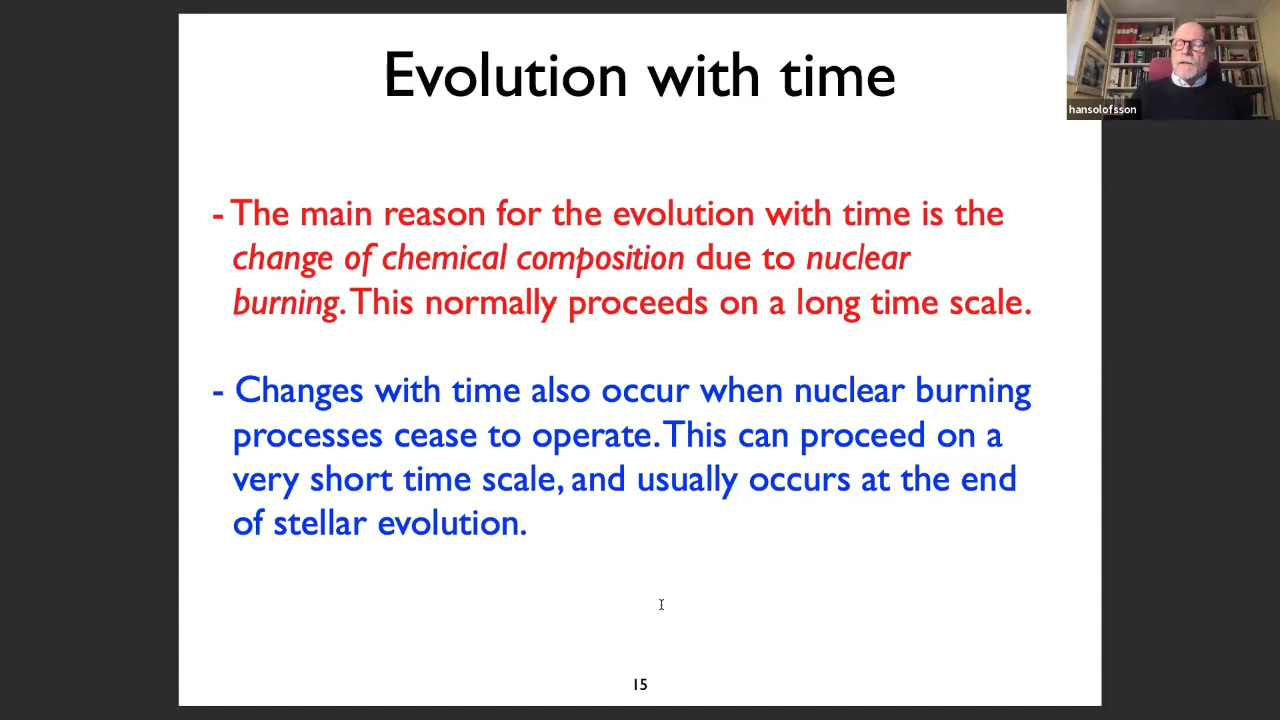 Evolution with time
hansolofsson
- The main reason for the evolution with time is the
change of chemical composition due to nuclear
burning. This normally proceeds on a long time scale.
- Changes with time also occur when nuclear burning
processes cease to operate. This can proceed on a
very short time scale, and usually occurs at the end
of stellar evolution.
15